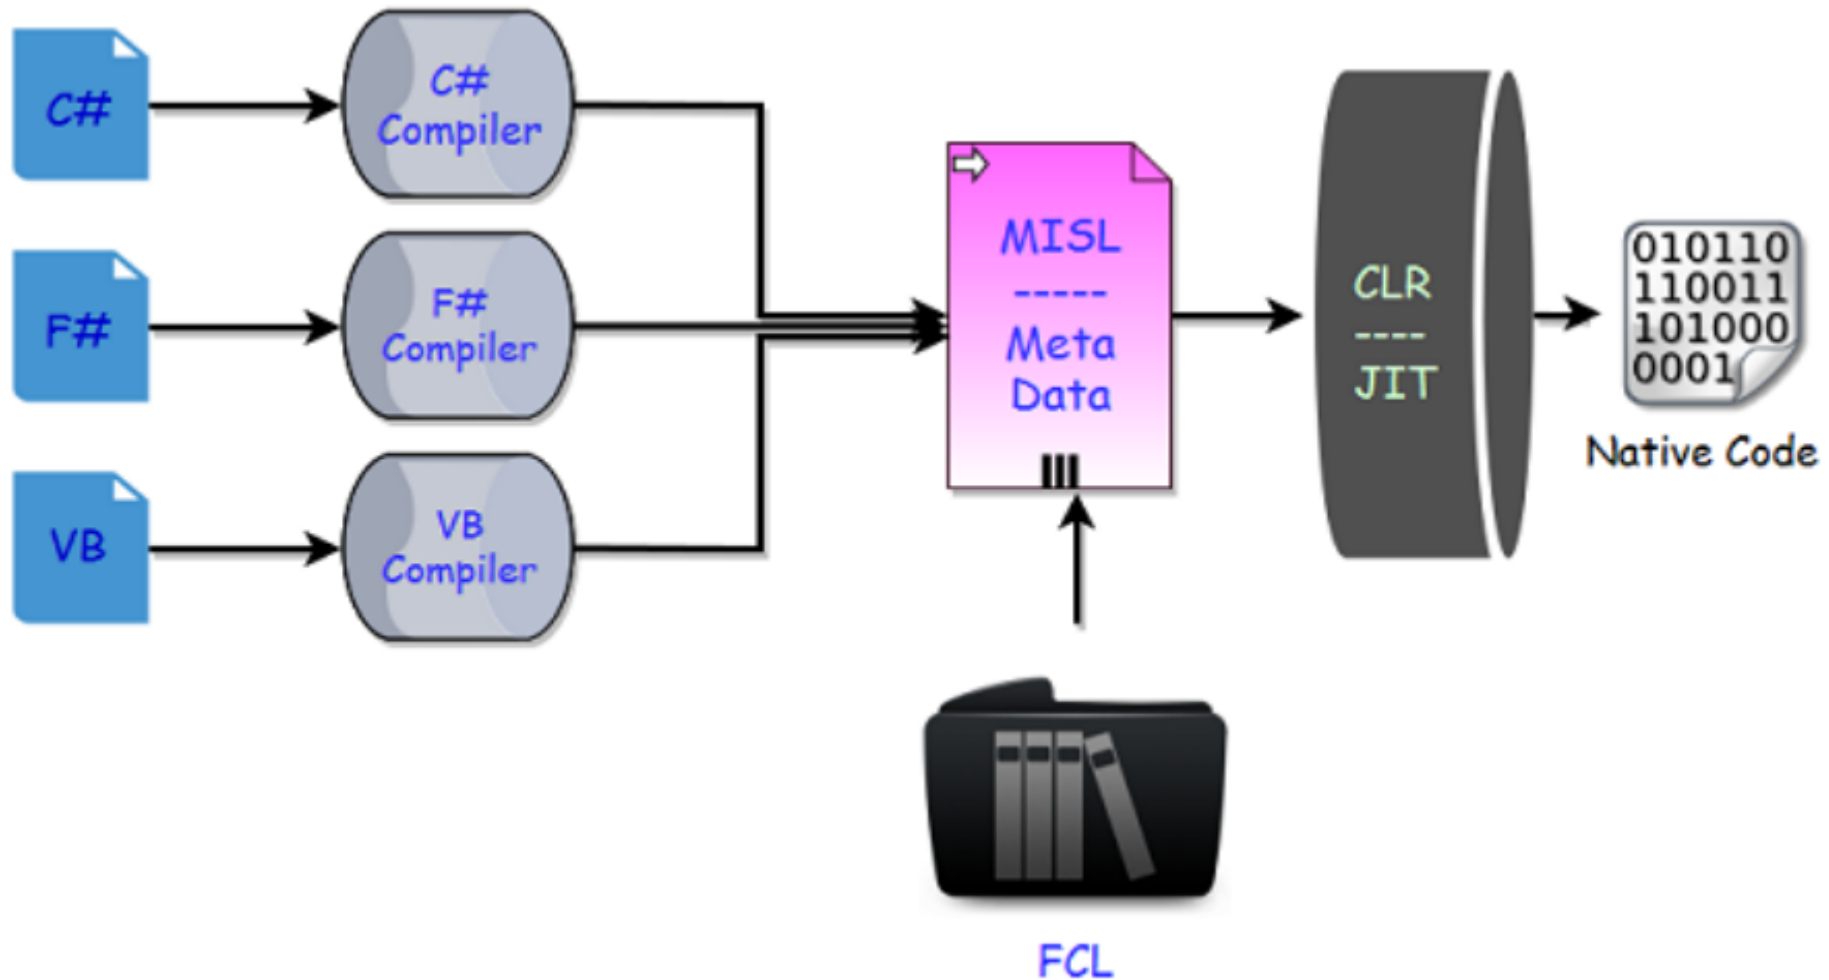 C#
C#
Compiler
F#
F#
Compiler
VB
VB
Compiler
MISL
-----
Meta
Data
CLR
----
JIT
010110
110011
101000
0001
Native Code
FCL